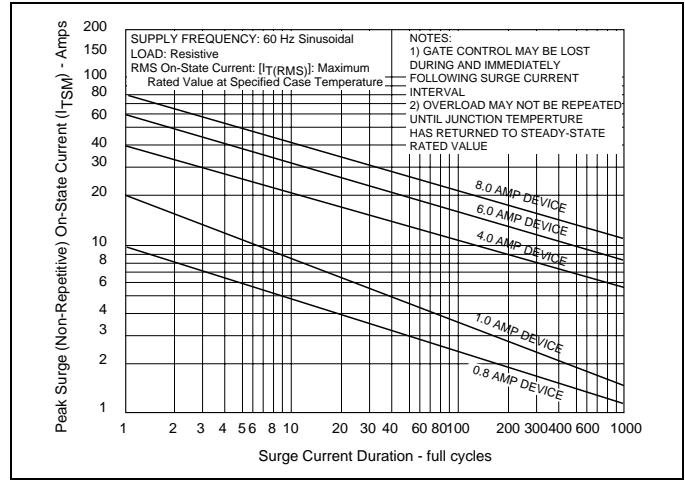 200
150
100
80
60
40
30
20
10
8
6
4
3
2
1
Peak Surge (Non-Repetitive) On-State Current (ITSM) - Amps
SUPPLY FREQUENCY: 60 Hz Sinusoidal
LOAD: Resistive
RMS On-State Current: [IT(RMS)]: Maximum
Rated Value at Specified Case Temperature
NOTES:
1) GATE CONTROL MAY BE LOST
DURING AND IMMEDIATELY
FOLLOWING SURGE CURRENT
INTERVAL
2) OVERLOAD MAY NOT BE REPEATED
UNTIL JUNCTION TEMPERTURE
HAS RETURNED TO STEADY-STATE
RATED VALUE
8.0 AMP DEVICE
6.0 AMP DEVICE
4.0 AMP DEVICE
1.0 AMP DEVICE
0.8 AMP DEVICE
1 2 3 4 5 6 8 10 20 30 40 60 80 100 200 300 400 600 1000
Surge Current Duration - full cycles